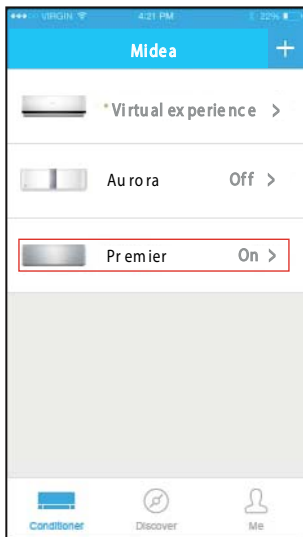 VIRGIN 4:21 PM 22%
Midea +
*Virtual experience >
Aurora Off >
Premier On >
Conditioner Discover Me